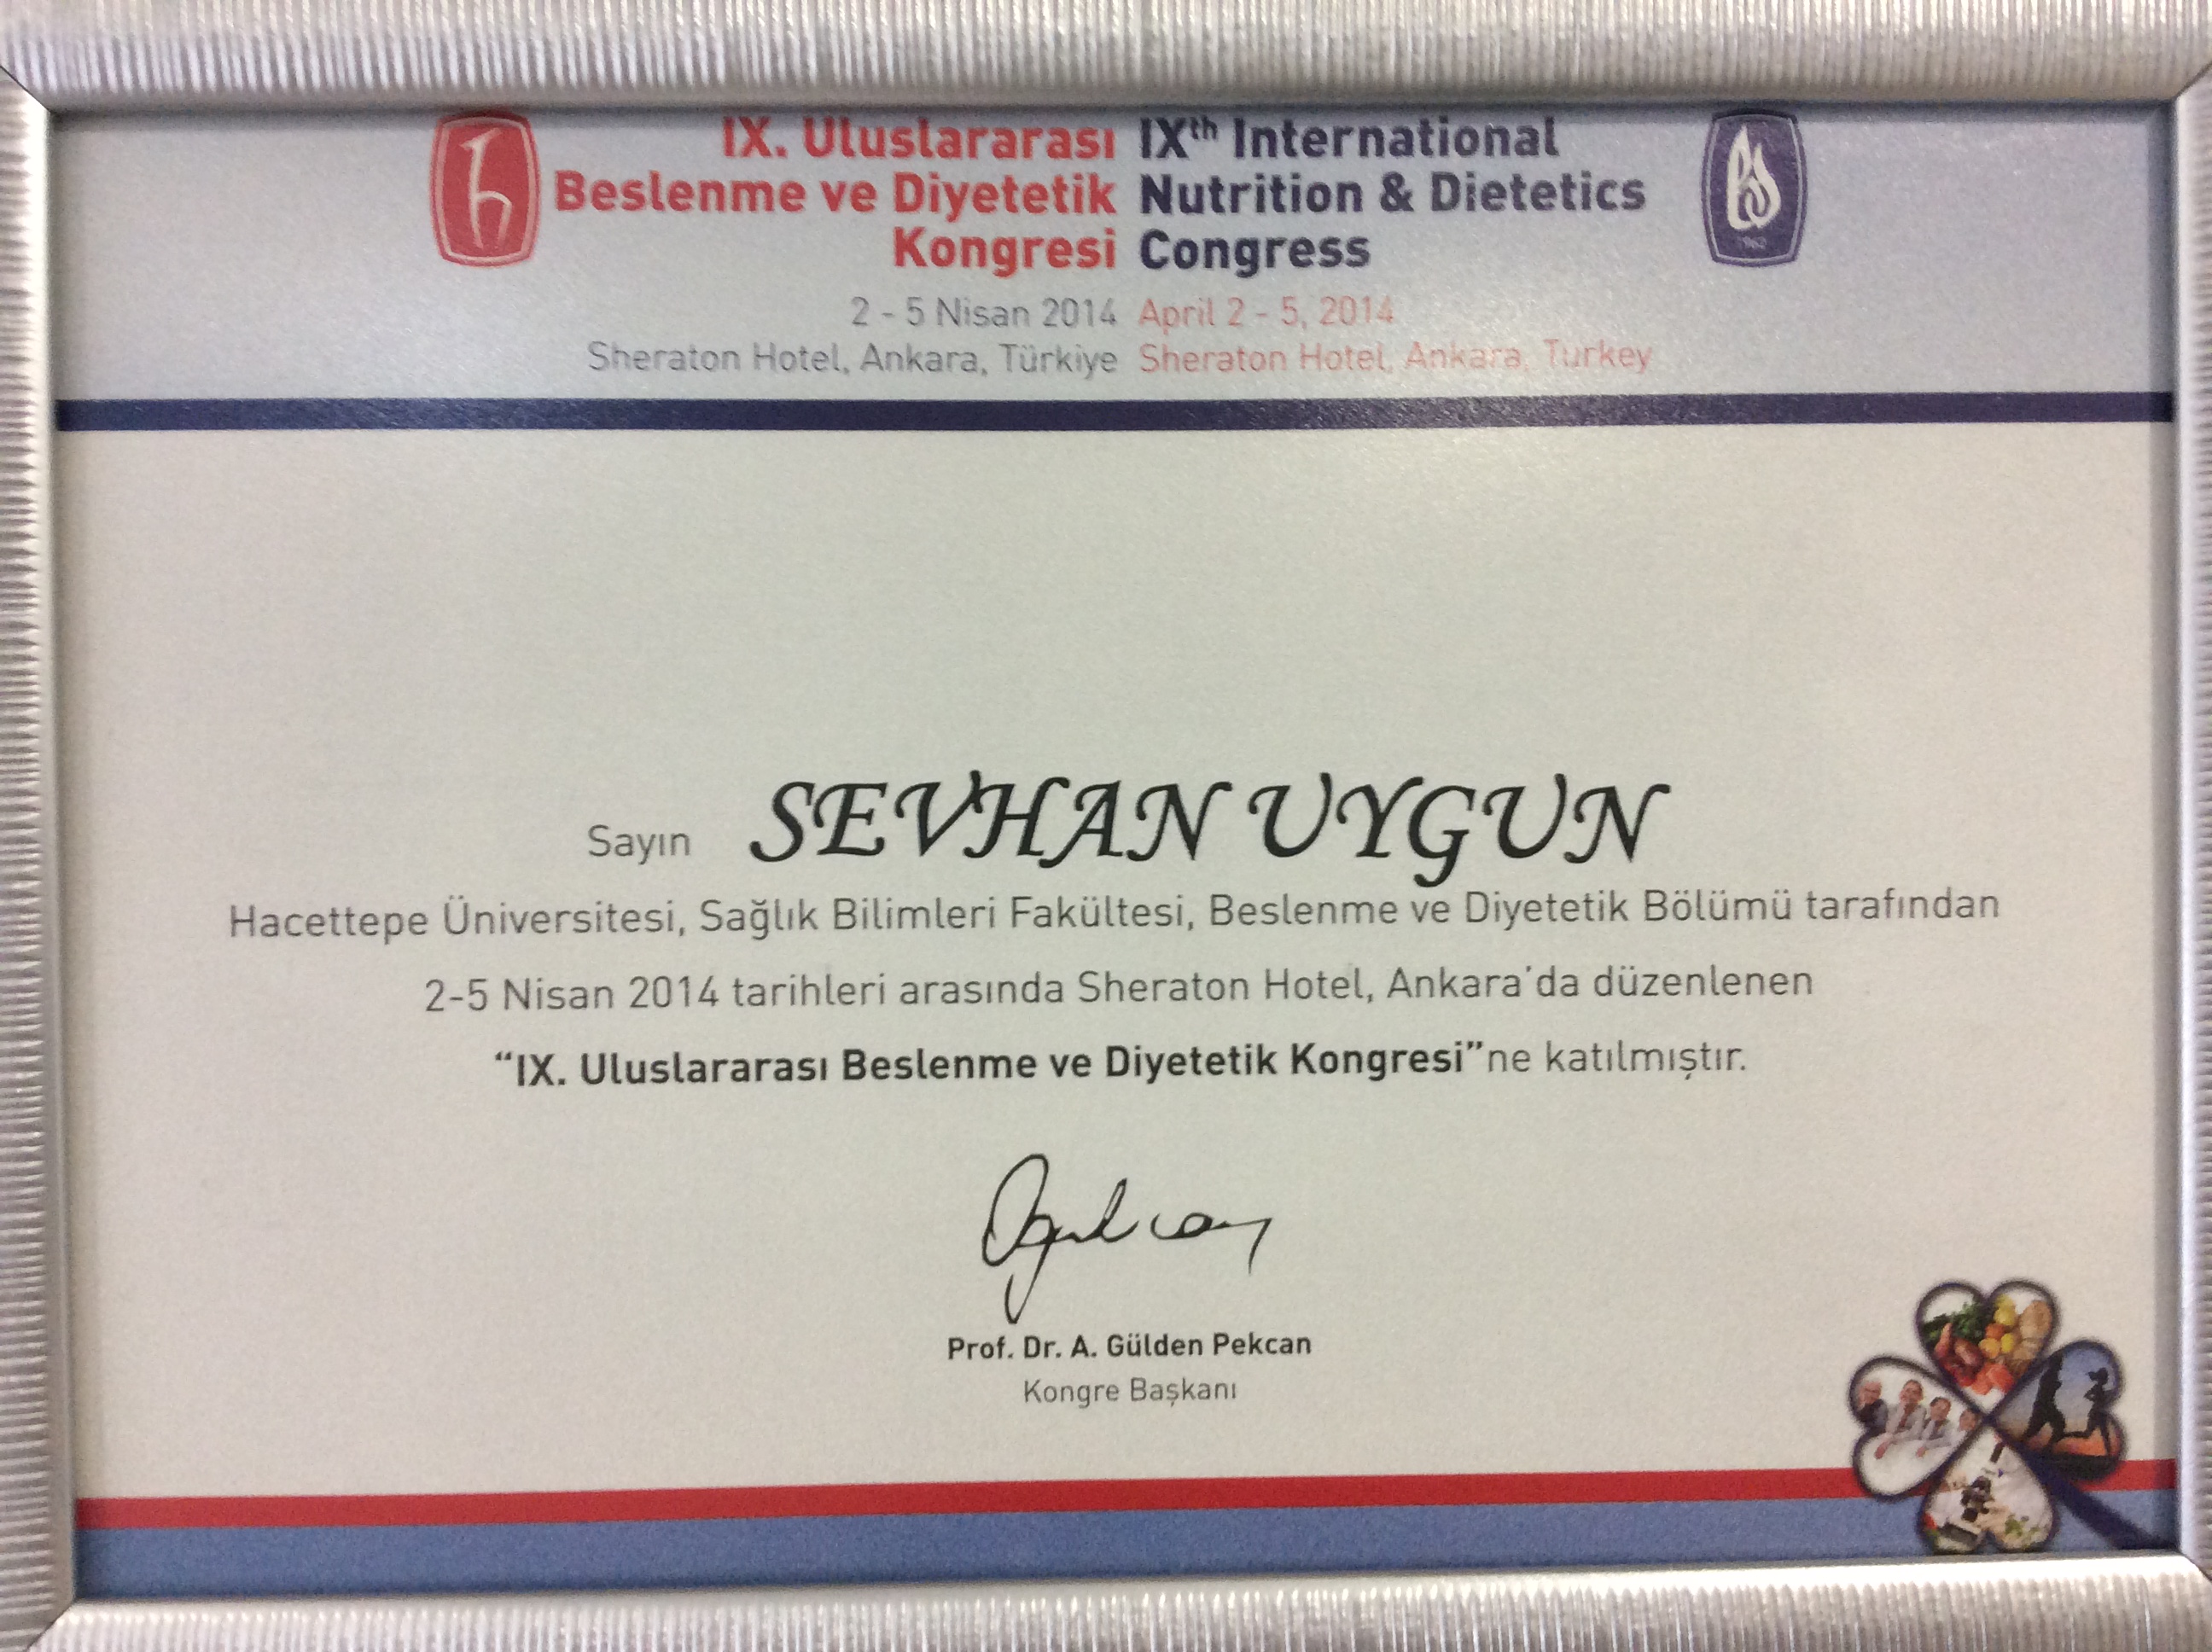 IX. Uluslararası
Beslenme ve Diyetetik
Kongresi
2 - 5 Nisan 2014
Sheraton Hotel, Ankara, Türkiye
IXth International
Nutrition & Dietetics
Congress
April 2 - 5, 2014
Sheraton Hotel, Ankara, Turkey
1962
Sayın SEVHAN UYGUN
Hacettepe Üniversitesi, Sağlık Bilimleri Fakültesi, Beslenme ve Diyetetik Bölümü tarafından
2-5 Nisan 2014 tarihleri arasında Sheraton Hotel, Ankara'da düzenlenen
“IX. Uluslararası Beslenme ve Diyetetik Kongresi”ne katılmıştır.
Prof. Dr. A. Gülden Pekcan
Kongre Başkanı